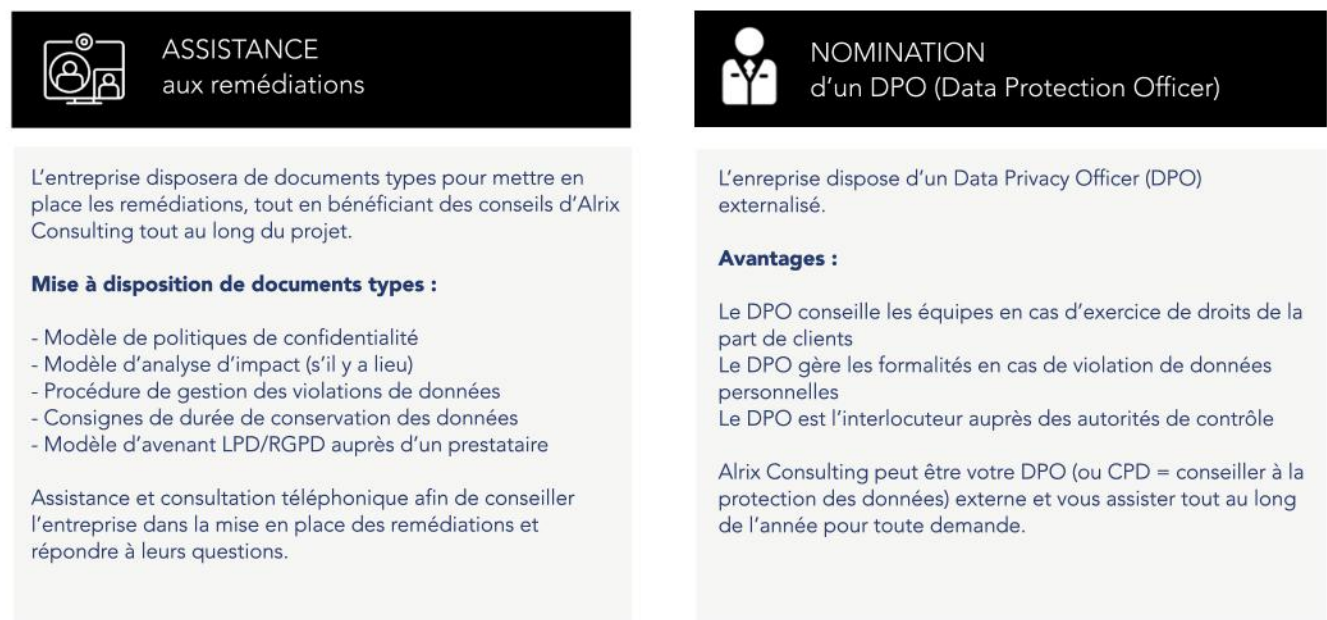 ASSISTANCE
aux remédiations
L’entreprise disposera de documents types pour mettre en
place les remédiations, tout en bénéficiant des conseils d’Alrix
Consulting tout au long du projet.
Mise à disposition de documents types :
- Modèle de politiques de confidentialité
- Modèle d’analyse d’impact (s’il y a lieu)
- Procédure de gestion des violations de données
- Consignes de durée de conservation des données
- Modèle d’avenant LPD/RGPD auprès d’un prestataire
Assistance et consultation téléphonique afin de conseiller
l’entreprise dans la mise en place des remédiations et
répondre à leurs questions.
NOMINATION
d’un DPO (Data Protection Officer)
L’enreprise dispose d’un Data Privacy Officer (DPO)
externalisé.
Avantages :
Le DPO conseille les équipes en cas d’exercice de droits de la
part de clients
Le DPO gère les formalités en cas de violation de données
personnelles
Le DPO est l’interlocuteur auprès des autorités de contrôle
Alrix Consulting peut être votre DPO (ou CPD = conseiller à la
protection des données) externe et vous assister tout au long
de l’année pour toute demande.